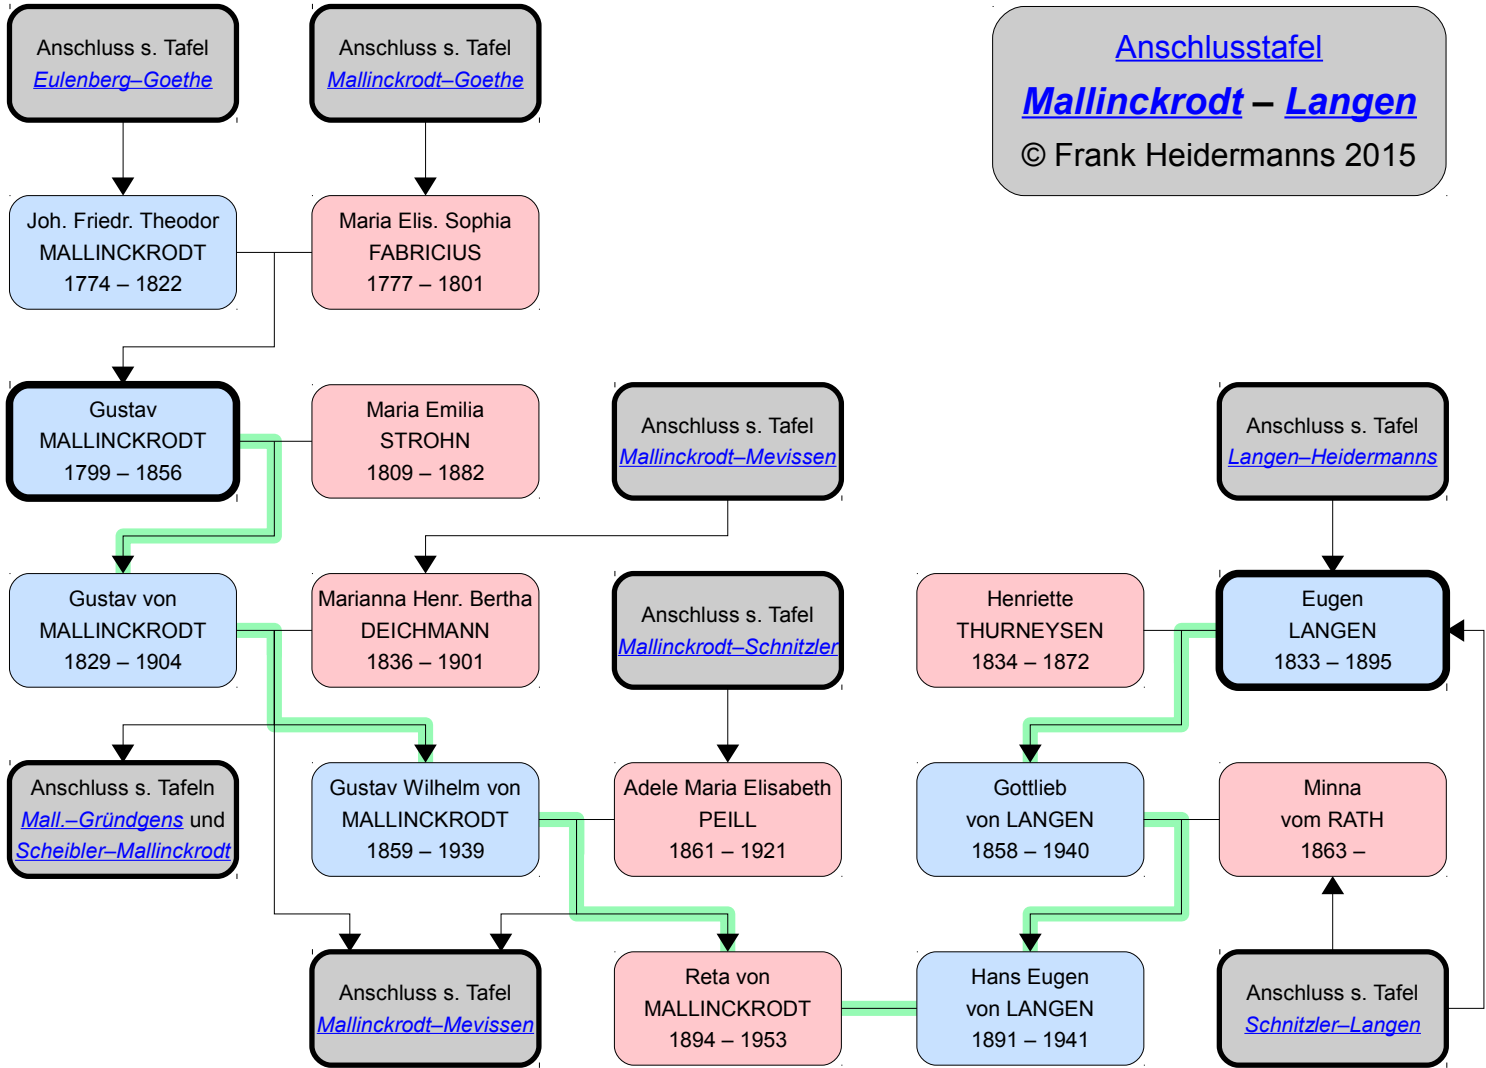 Anschluss s. Tafel
Eulenberg–Goethe
Anschluss s. Tafel
Mallinckrodt–Goethe
Anschlusstafel
Mallinckrodt – Langen
© Frank Heidermanns 2015
Joh. Friedr. Theodor
MALLINCKRODT
1774 – 1822
Maria Elis. Sophia
FABRICIUS
1777 – 1801
Gustav
MALLINCKRODT
1799 – 1856
Maria Emilia
STROHN
1809 – 1882
Anschluss s. Tafel
Mallinckrodt–Mevissen
Anschluss s. Tafel
Langen–Heidermanns
Gustav von
MALLINCKRODT
1829 – 1904
Marianna Henr. Bertha
DEICHMANN
1836 – 1901
Anschluss s. Tafel
Mallinckrodt–Schnitzler
Henriette
THURNEYSEN
1834 – 1872
Eugen
LANGEN
1833 – 1895
Anschluss s. Tafeln
Mall.–Gründgens und
Scheibler–Mallinckrodt
Gustav Wilhelm von
MALLINCKRODT
1859 – 1939
Adele Maria Elisabeth
PEILL
1861 – 1921
Gottlieb
von LANGEN
1858 – 1940
Minna
vom RATH
1863 –
Anschluss s. Tafel
Mallinckrodt–Mevissen
Reta von
MALLINCKRODT
1894 – 1953
Hans Eugen
von LANGEN
1891 – 1941
Anschluss s. Tafel
Schnitzler–Langen